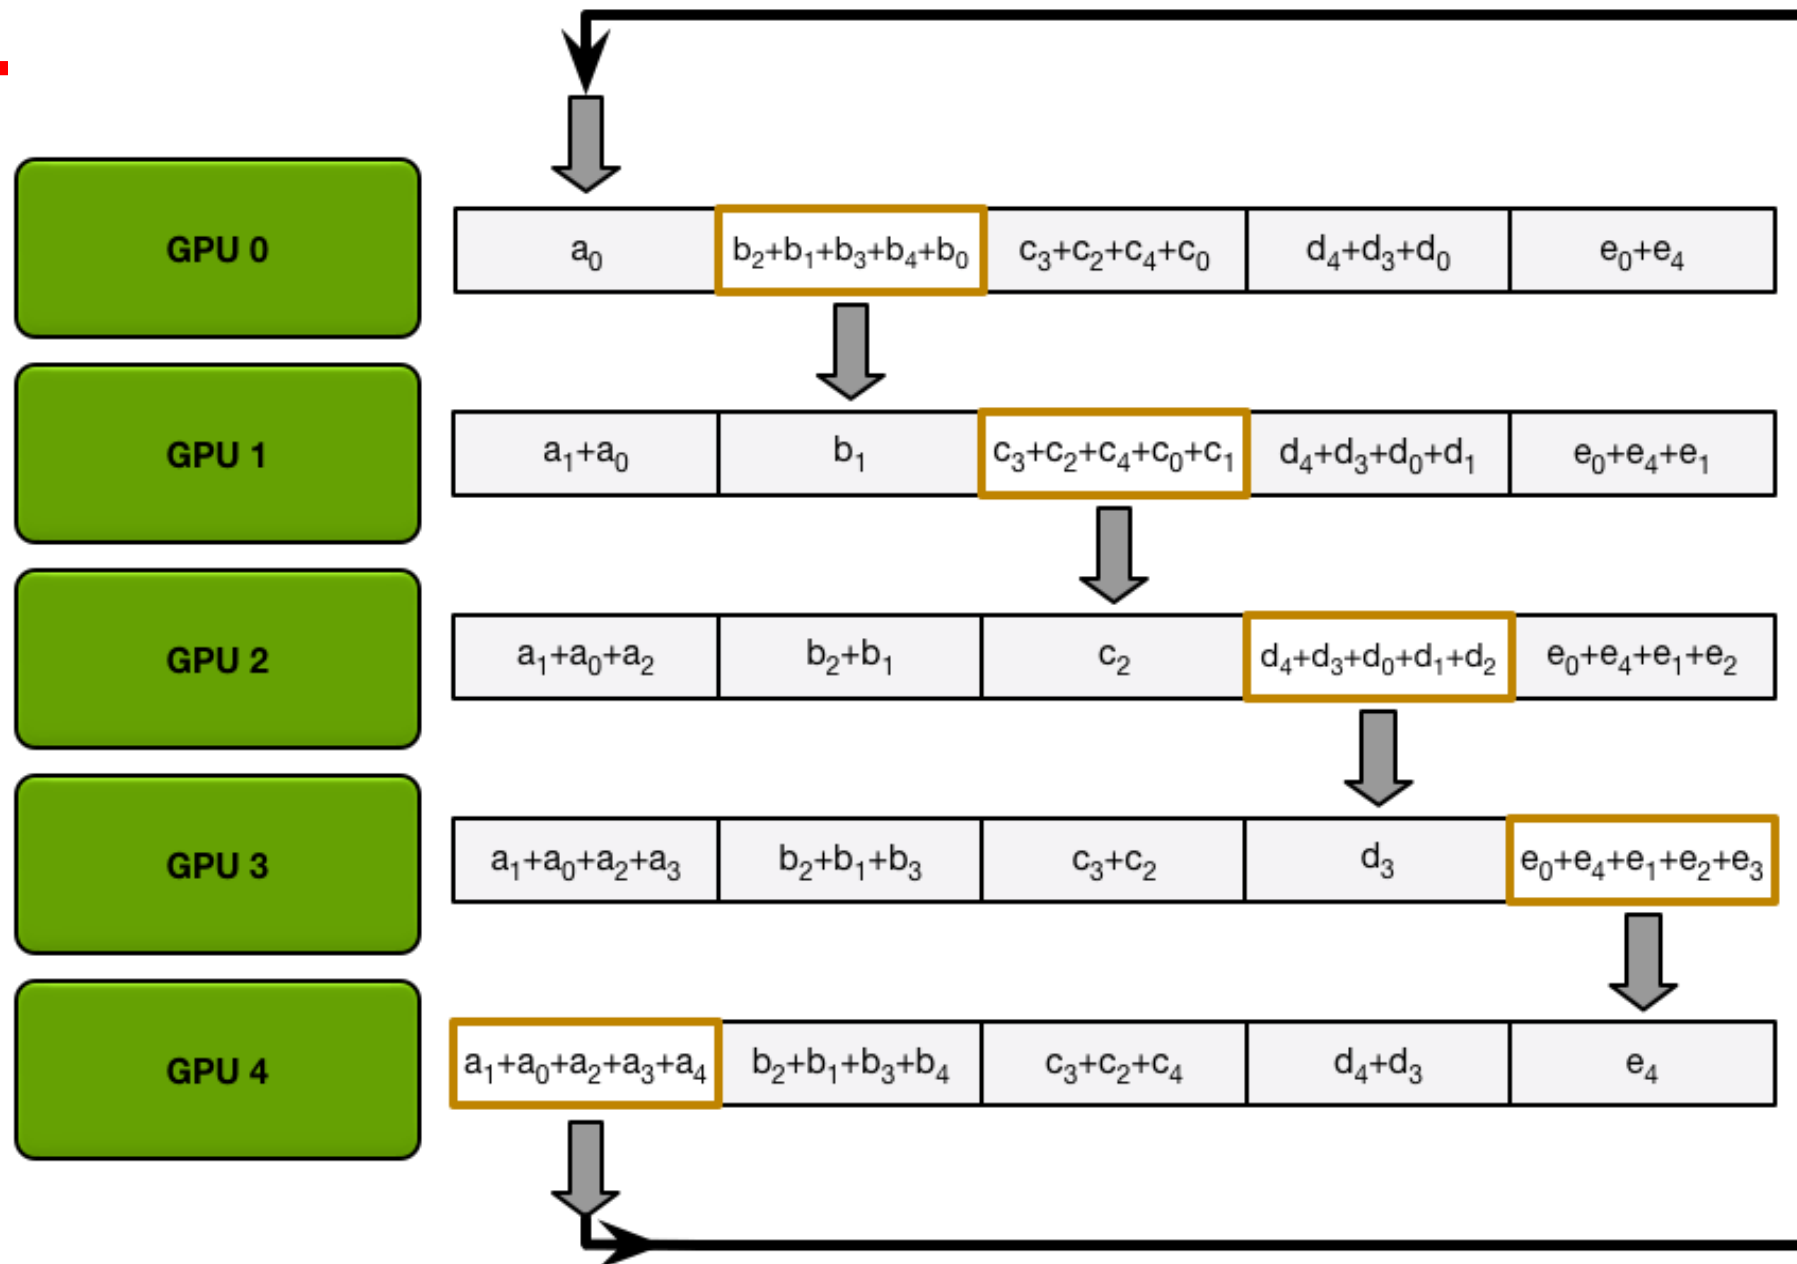 GPU 0 a₀ b₂+b₁+b₃+b₄+b₀ c₃+c₂+c₄+c₀ d₄+d₃+d₀ e₀+e₄
GPU 1 a₁+a₀ b₁ c₃+c₂+c₄+c₀+c₁ d₄+d₃+d₀+d₁ e₀+e₄+e₁
GPU 2 a₁+a₀+a₂ b₂+b₁ c₂ d₄+d₃+d₀+d₁+d₂ e₀+e₄+e₁+e₂
GPU 3 a₁+a₀+a₂+a₃ b₂+b₁+b₃ c₃+c₂ d₃ e₀+e₄+e₁+e₂+e₃
GPU 4 a₁+a₀+a₂+a₃+a₄ b₂+b₁+b₃+b₄ c₃+c₂+c₄ d₄+d₃ e₄